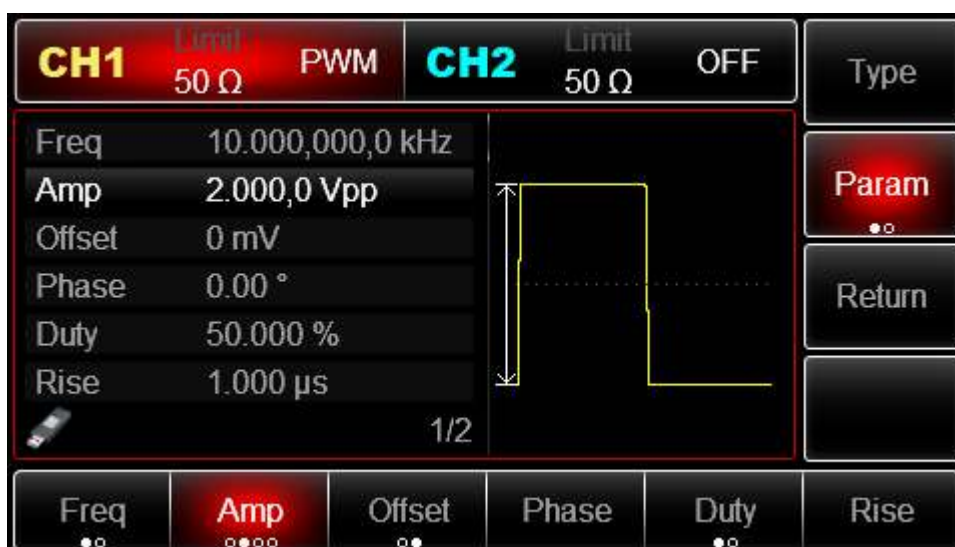 CH1 Limit 50 Ω PWM CH2 Limit 50 Ω OFF
Type
Freq 10.000,000,0 kHz
Amp 2.000,0 Vpp
Param
Offset 0 mV
Phase 0.00 °
Return
Duty 50.000 %
Rise 1.000 µs
1/2
Freq Amp Offset Phase Duty Rise